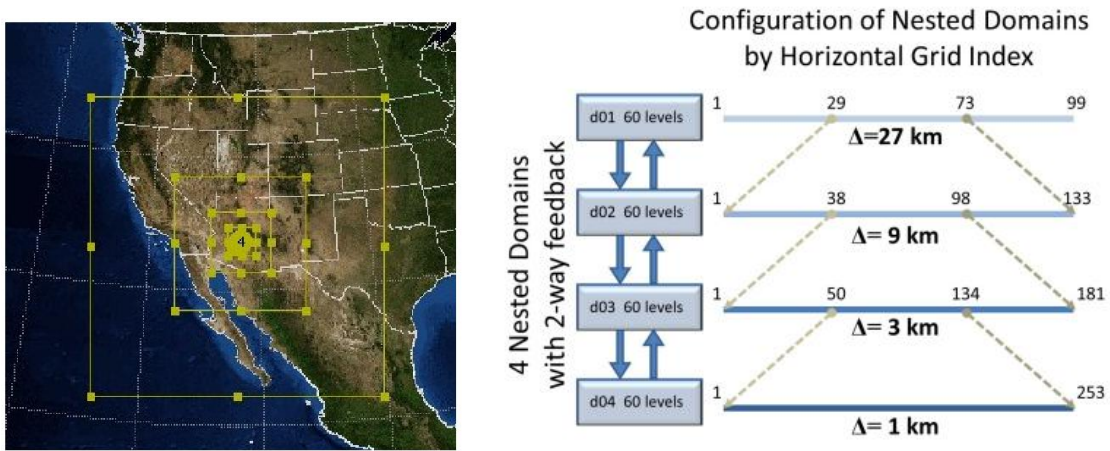 4
Configuration of Nested Domains
by Horizontal Grid Index
4 Nested Domains
with 2-way feedback
d01 60 levels
1 29 73 99
Δ=27 km
d02 60 levels
1 38 98 133
Δ= 9 km
d03 60 levels
1 50 134 181
Δ= 3 km
d04 60 levels
1 253
Δ= 1 km